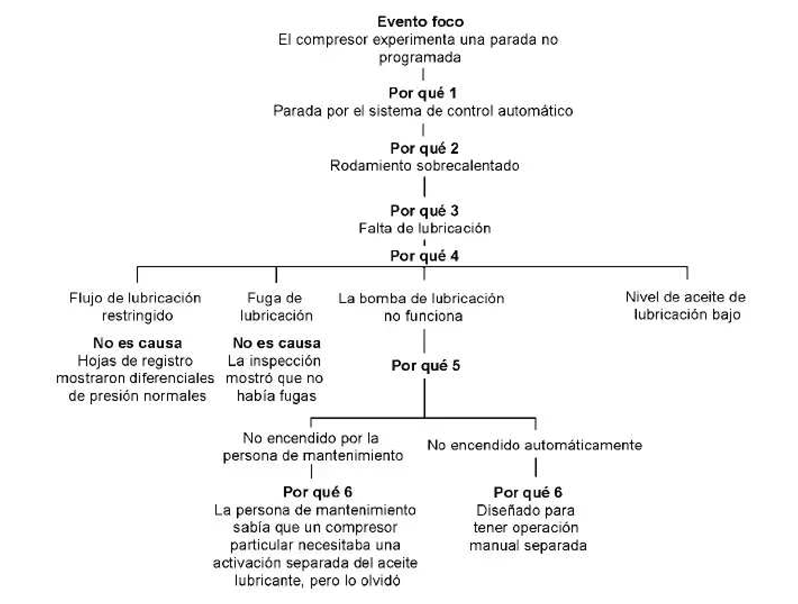 Evento foco
El compresor experimenta una parada no
programada
Por qué 1
Parada por el sistema de control automático
Por qué 2
Rodamiento sobrecalentado
Por qué 3
Falta de lubricación
Por qué 4
Flujo de lubricación
restringido
No es causa
Hojas de registro
mostraron diferenciales
de presión normales
Fuga de
lubricación
No es causa
La inspección
mostró que no
había fugas
La bomba de lubricación
no funciona
Nivel de aceite de
lubricación bajo
Por qué 5
No encendido por la
persona de mantenimiento
Por qué 6
La persona de mantenimiento
sabía que un compresor
particular necesitaba una
activación separada del aceite
lubricante, pero lo olvidó
No encendido automáticamente
Por qué 6
Diseñado para
tener operación
manual separada